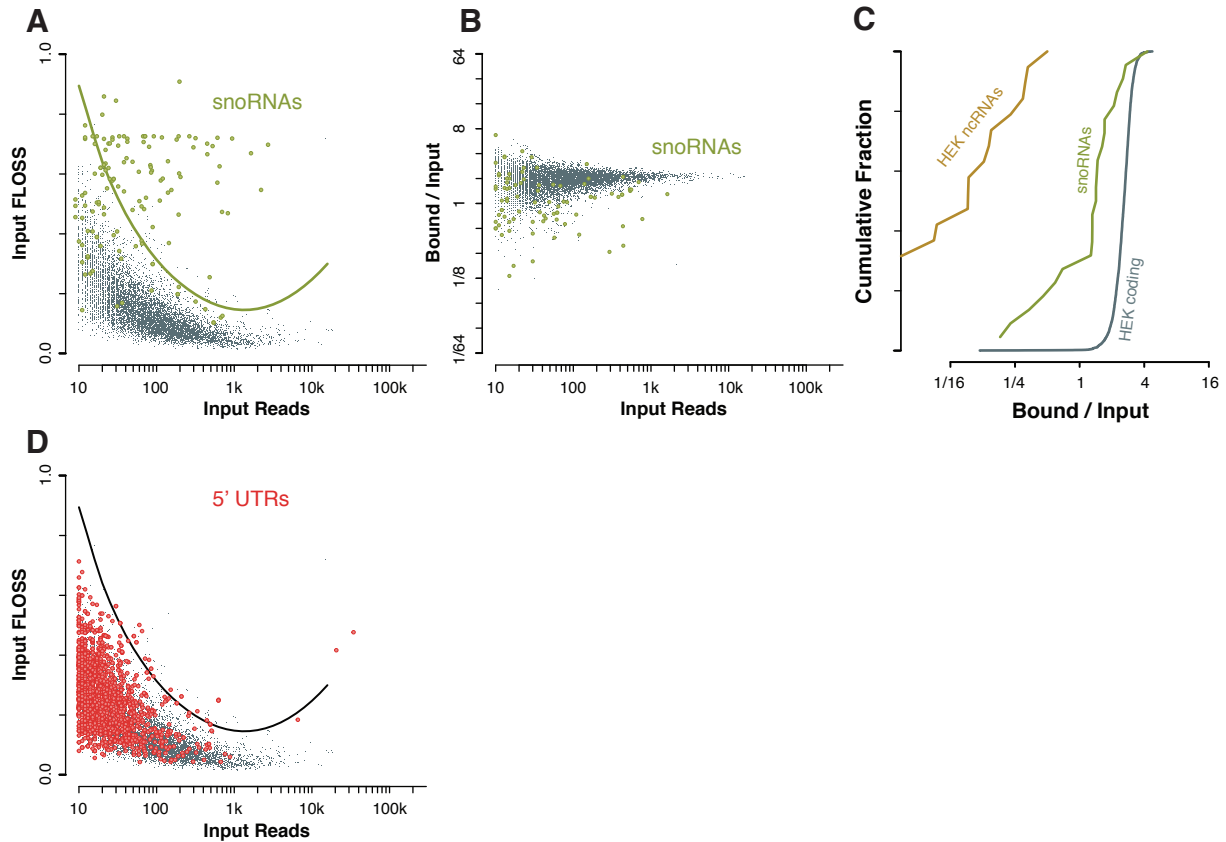 A
1.0
snoRNAs
Input FLOSS
0.0
10 100 1k 10k 100k
Input Reads
B
64
8
1
1/8
1/64
snoRNAs
Bound / Input
10 100 1k 10k 100k
Input Reads
C
HEK ncRNAs
snoRNAs
HEK coding
Cumulative Fraction
1/16 1/4 1 4 16
Bound / Input
D
1.0
5' UTRs
Input FLOSS
0.0
10 100 1k 10k 100k
Input Reads